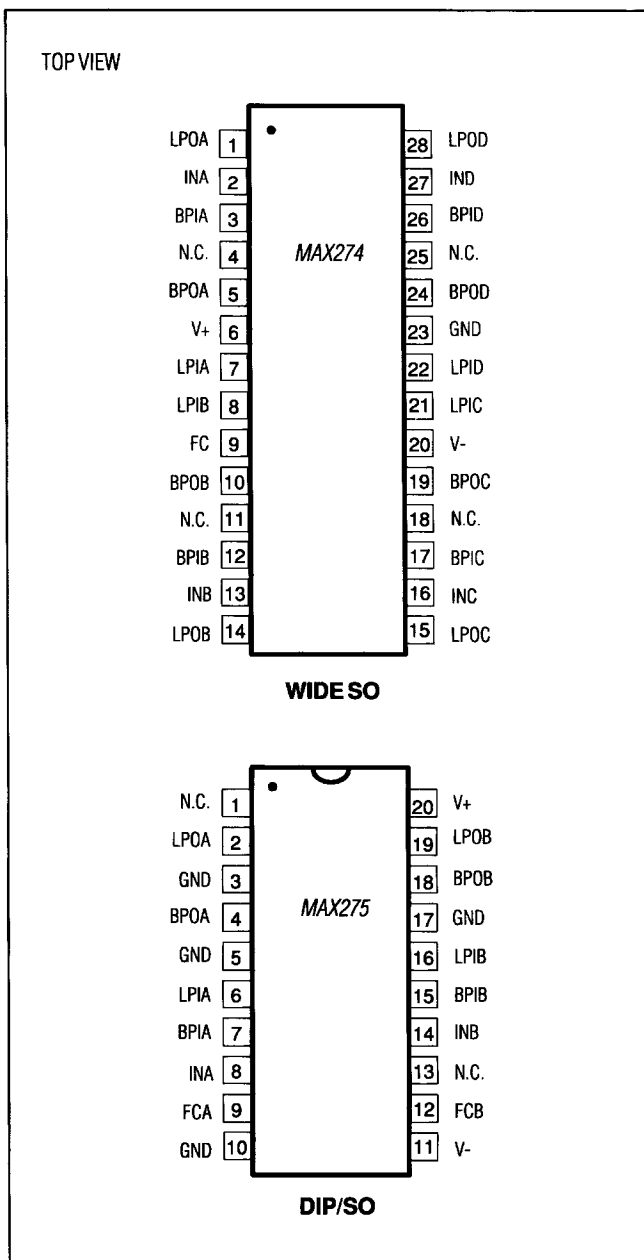 TOP VIEW
LPOA 1 28 LPOD
INA 2 27 IND
BPIA 3 26 BPID
N.C. 4 MAX274 25 N.C.
BPOA 5 24 BPOD
V+ 6 23 GND
LPIA 7 22 LPID
LPIB 8 21 LPIC
FC 9 20 V-
BPOB 10 19 BPOC
N.C. 11 18 N.C.
BPIB 12 17 BPIC
INB 13 16 INC
LPOB 14 15 LPOC
WIDE SO
N.C. 1 20 V+
LPOA 2 19 LPOB
GND 3 18 BPOB
BPOA 4 MAX275 17 GND
GND 5 16 LPIB
LPIA 6 15 BPIB
BPIA 7 14 INB
INA 8 13 N.C.
FCA 9 12 FCB
GND 10 11 V-
DIP/SO